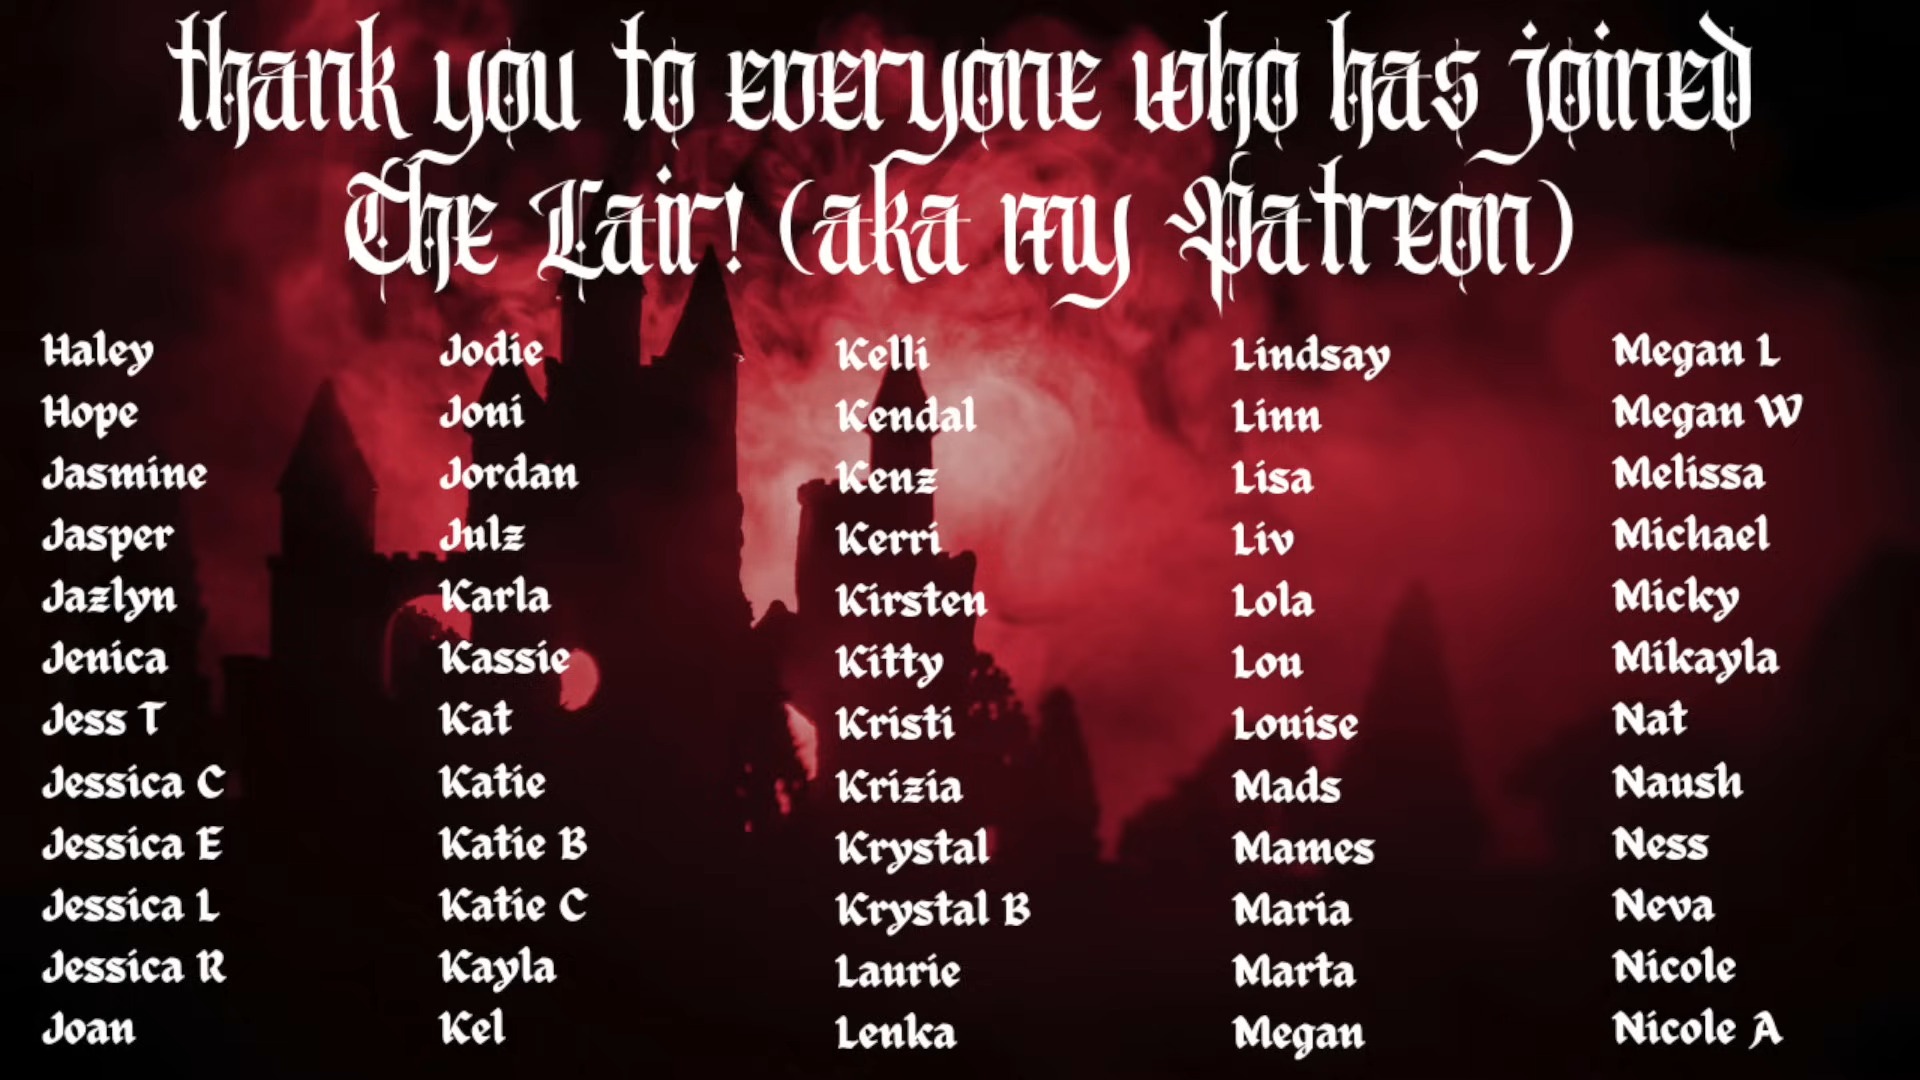 thank you to everyone who has joined
The Lair! (aka my Patreon)
Haley
Hope
Jasmine
Jasper
Jazlyn
Jenica
Jess T
Jessica C
Jessica E
Jessica L
Jessica R
Joan
Jodie
Joni
Jordan
Julz
Karla
Kassie
Kat
Katie
Katie B
Katie C
Kayla
Kel
Kelli
Kendal
Kenz
Kerri
Kirsten
Kitty
Kristi
Krizia
Krystal
Krystal B
Laurie
Lenka
Lindsay
Linn
Lisa
Liv
Lola
Lou
Louise
Mads
Mames
Maria
Marta
Megan
Megan L
Megan W
Melissa
Michael
Micky
Mikayla
Nat
Naush
Ness
Neva
Nicole
Nicole A